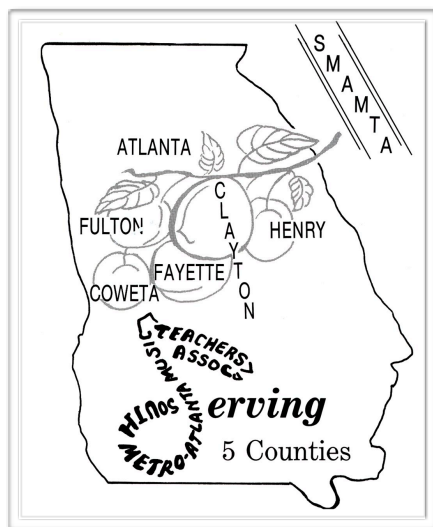 SMAMTA
ATLANTA
CLAYTON
FULTON
HENRY
FAYETTE
COWETA
SOUTH METRO-ATLANTA MUSIC TEACHERS ASSOC
erving
5 Counties